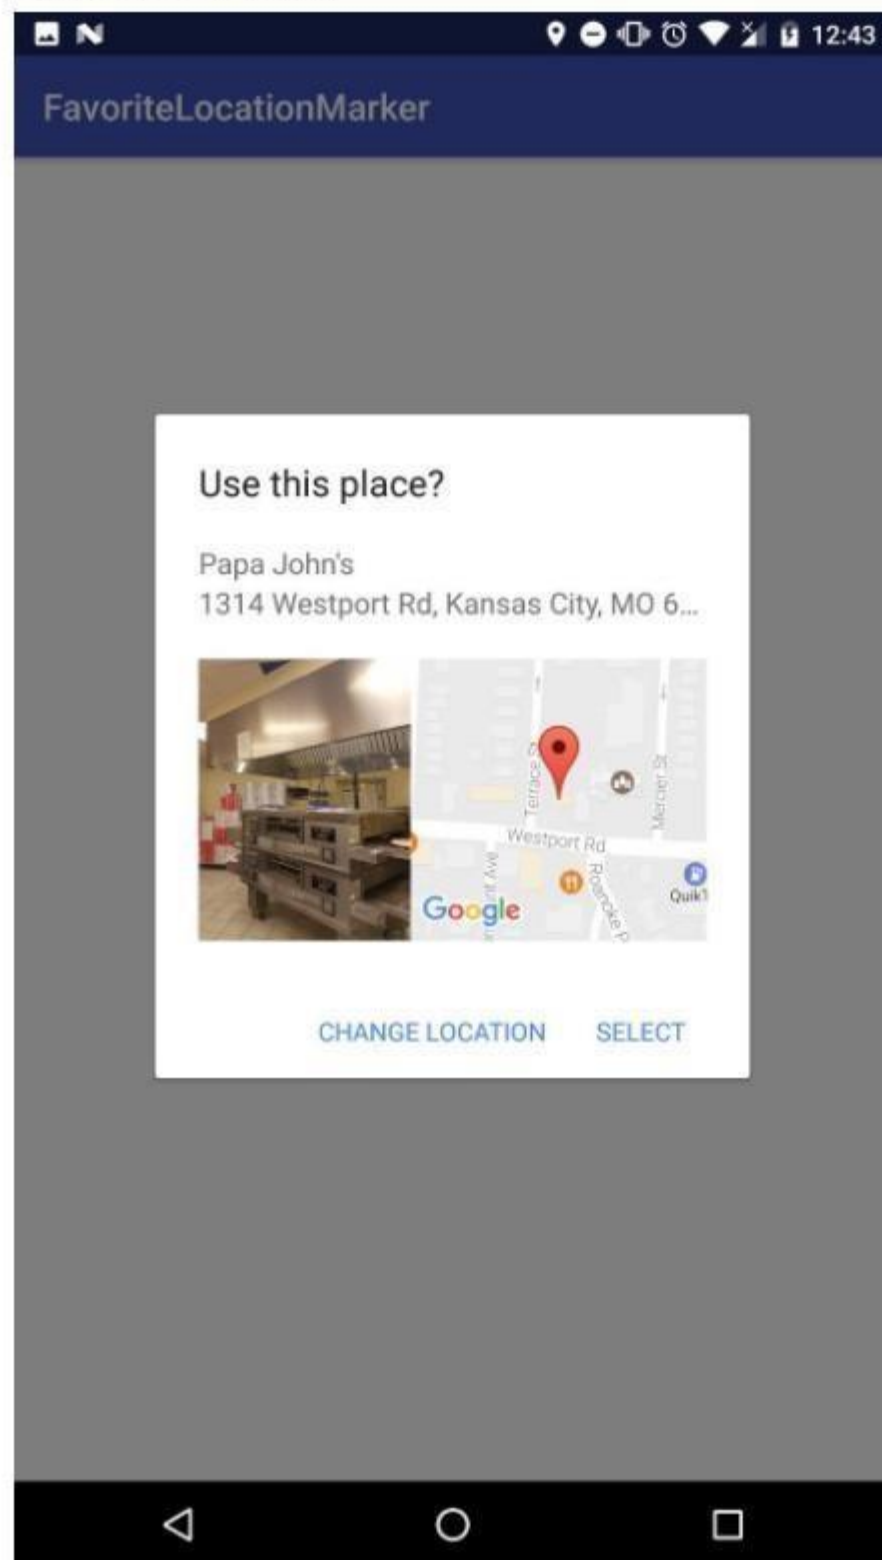 12:43
FavoriteLocationMarker
Use this place?
Papa John's
1314 Westport Rd, Kansas City, MO 6...
Terrace
Mercier St
Westport Rd
Roanoke P
Quik
Google
CHANGE LOCATION SELECT